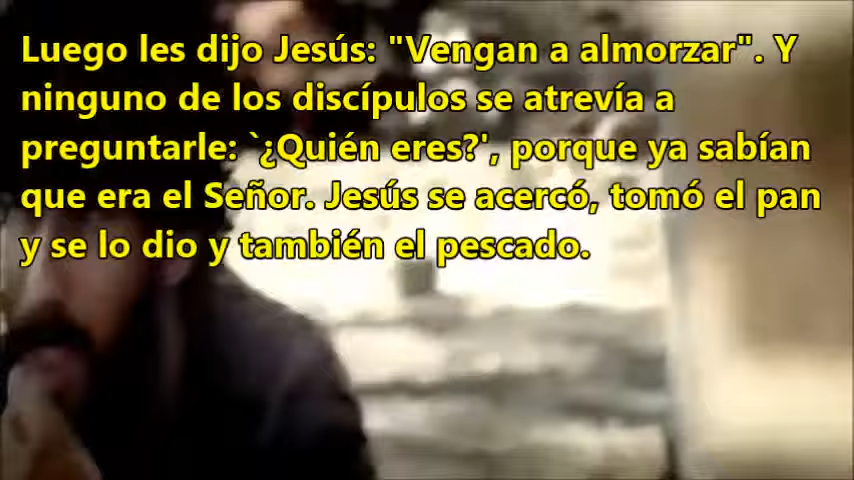 Luego les dijo Jesús: "Vengan a almorzar". Y
ninguno de los discípulos se atrevía a
preguntarle: `¿Quién eres?', porque ya sabían
que era el Señor. Jesús se acercó, tomó el pan
y se lo dio y también el pescado.